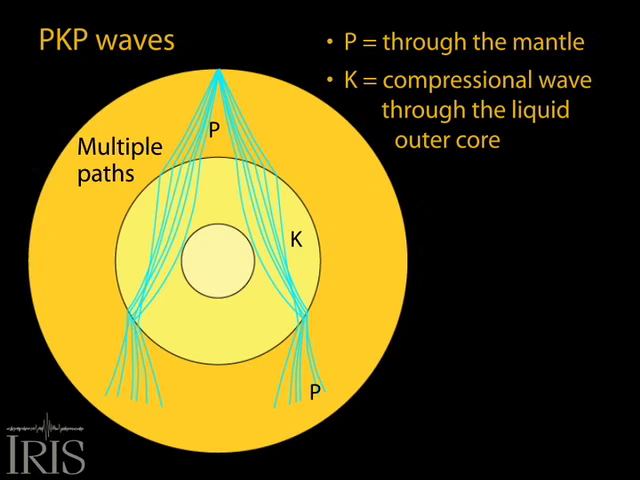 PKP waves
• P = through the mantle
• K = compressional wave
through the liquid
outer core
P
Multiple
paths
K
P
IRIS